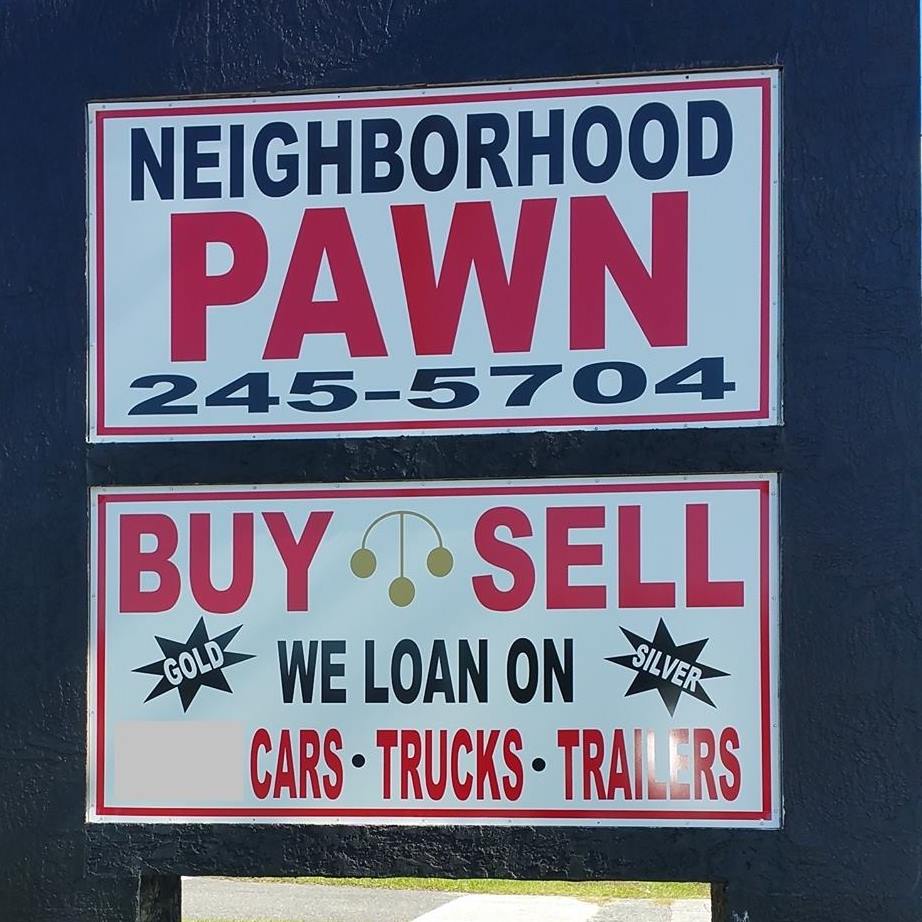 NEIGHBORHOOD
PAWN
245-5704
BUY SELL
GOLD WE LOAN ON SILVER
CARS • TRUCKS • TRAILERS